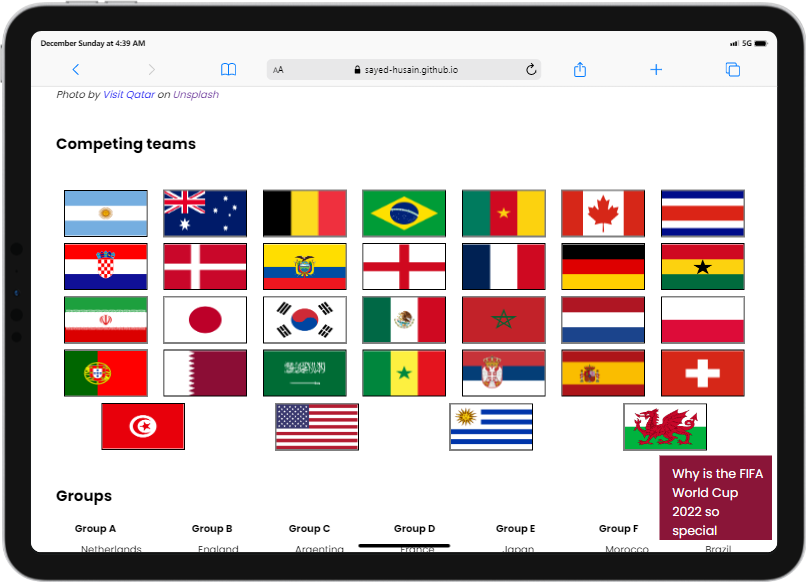 December Sunday at 4:39 AM
5G
AA
sayed-husain.github.io
Photo by Visit Qatar on Unsplash
Competing teams
Groups
Why is the FIFA
World Cup
2022 so
special
Group A Group B Group C Group D Group E Group F
Netherlands England Argentina France Japan Morocco Brazil